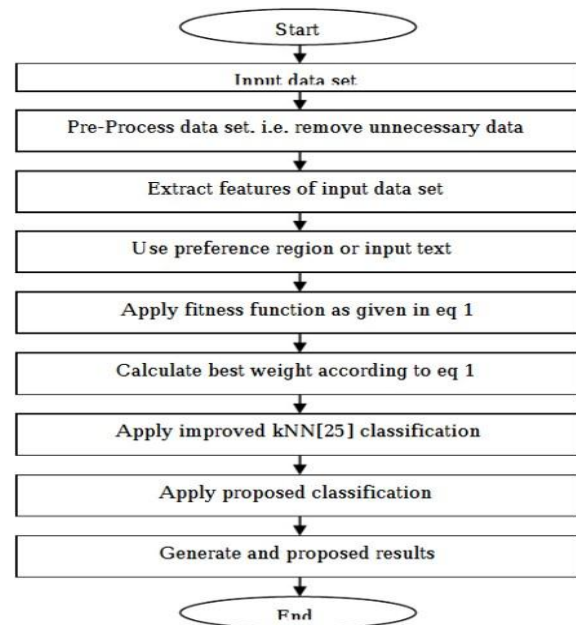 Start
Input data set
Pre-Process data set. i.e. remove unnecessary data
Extract features of input data set
Use preference region or input text
Apply fitness function as given in eq 1
Calculate best weight according to eq 1
Apply improved kNN[25] classification
Apply proposed classification
Generate and proposed results
End